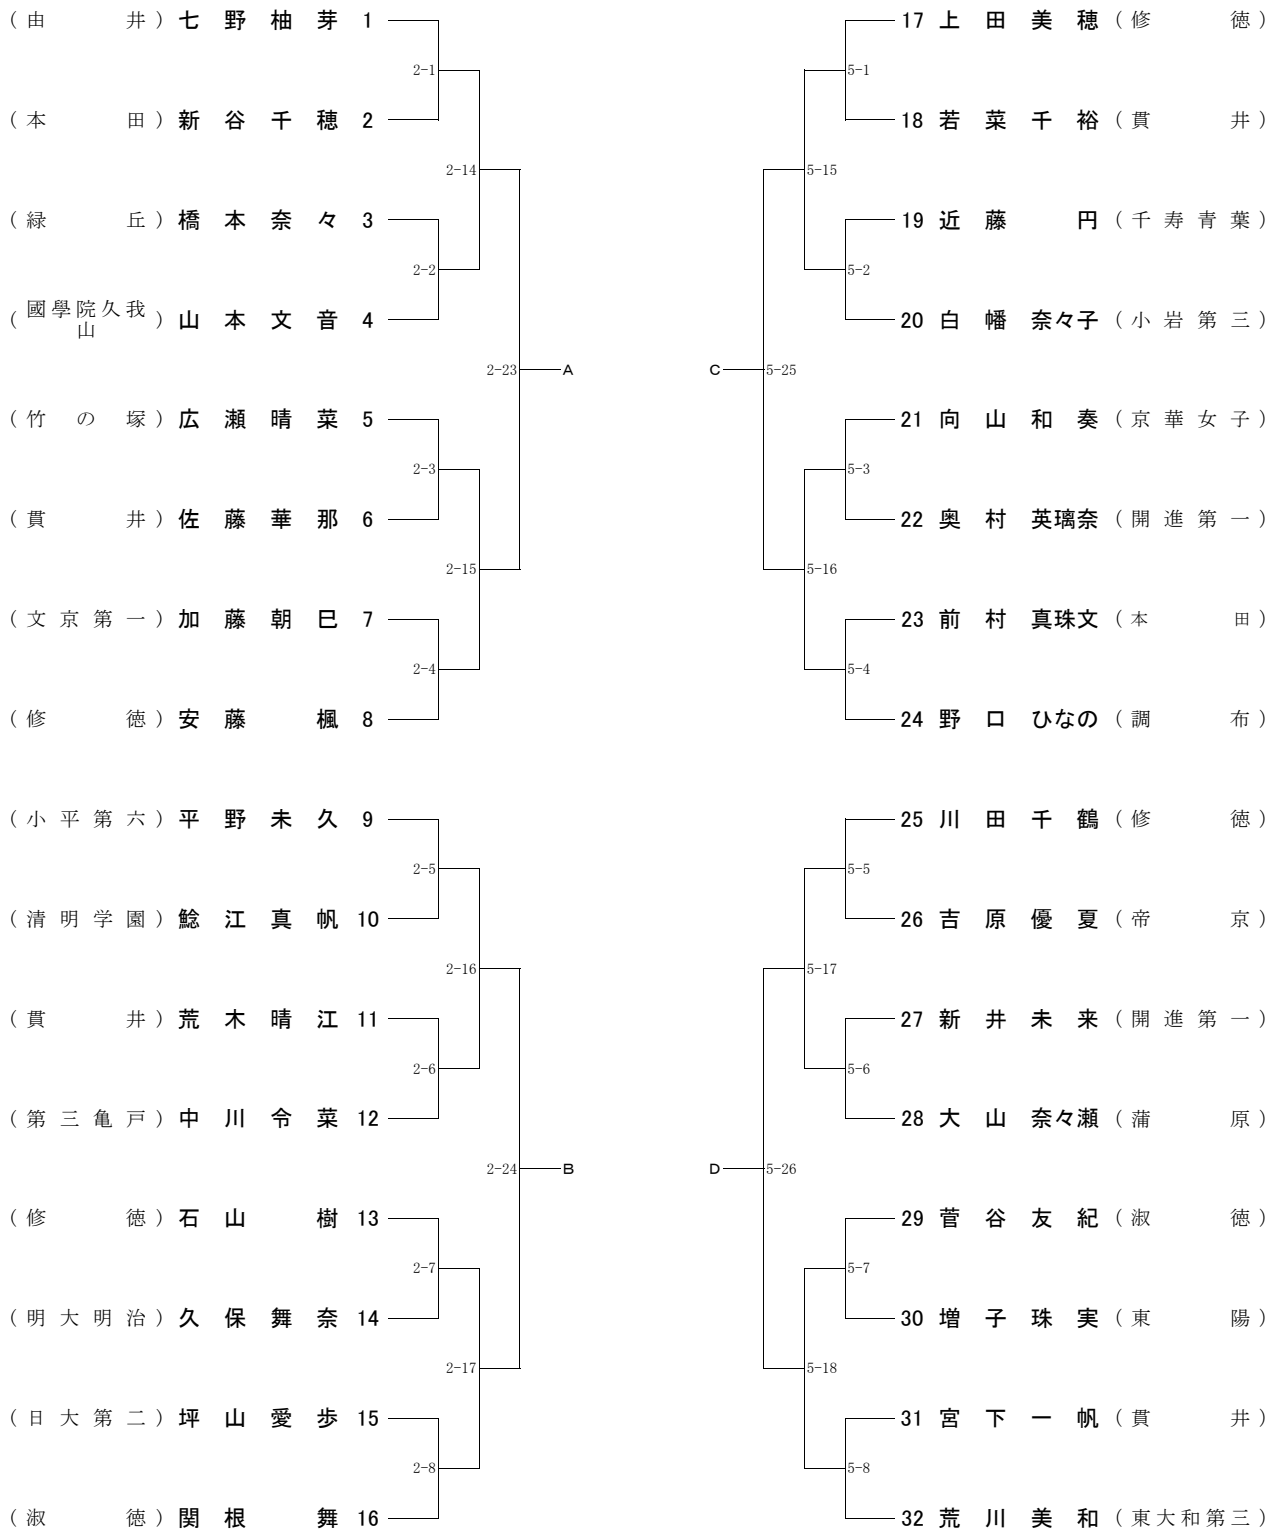 (由井) 七野柚芽 1
2-1
(本田) 新谷千穂 2
2-14
(緑丘) 橋本奈々 3
2-2
(國學院久我山) 山本文音 4
2-23 A
(竹の塚) 広瀬晴菜 5
2-3
(貫井) 佐藤華那 6
2-15
(文京第一) 加藤朝巳 7
2-4
(修徳) 安藤楓 8
(小平第六) 平野未久 9
2-5
(清明学園) 鯰江真帆 10
2-16
(貫井) 荒木晴江 11
2-6
(第三亀戸) 中川令菜 12
2-24 B
(修徳) 石山樹 13
2-7
(明大明治) 久保舞奈 14
2-17
(日大第二) 坪山愛歩 15
2-8
(淑徳) 関根舞 16
17 上田美穂 (修徳)
5-1
18 若菜千裕 (貫井)
5-15
19 近藤円 (千寿青葉)
5-2
20 白幡奈々子 (小岩第三)
C 5-25
21 向山和奏 (京華女子)
5-3
22 奥村英璃奈 (開進第一)
5-16
23 前村真珠文 (本田)
5-4
24 野口ひなの (調布)
25 川田千鶴 (修徳)
5-5
26 吉原優夏 (帝京)
5-17
27 新井未来 (開進第一)
5-6
28 大山奈々瀬 (蒲原)
D 5-26
29 菅谷友紀 (淑徳)
5-7
30 増子珠実 (東陽)
5-18
31 宮下一帆 (貫井)
5-8
32 荒川美和 (東大和第三)